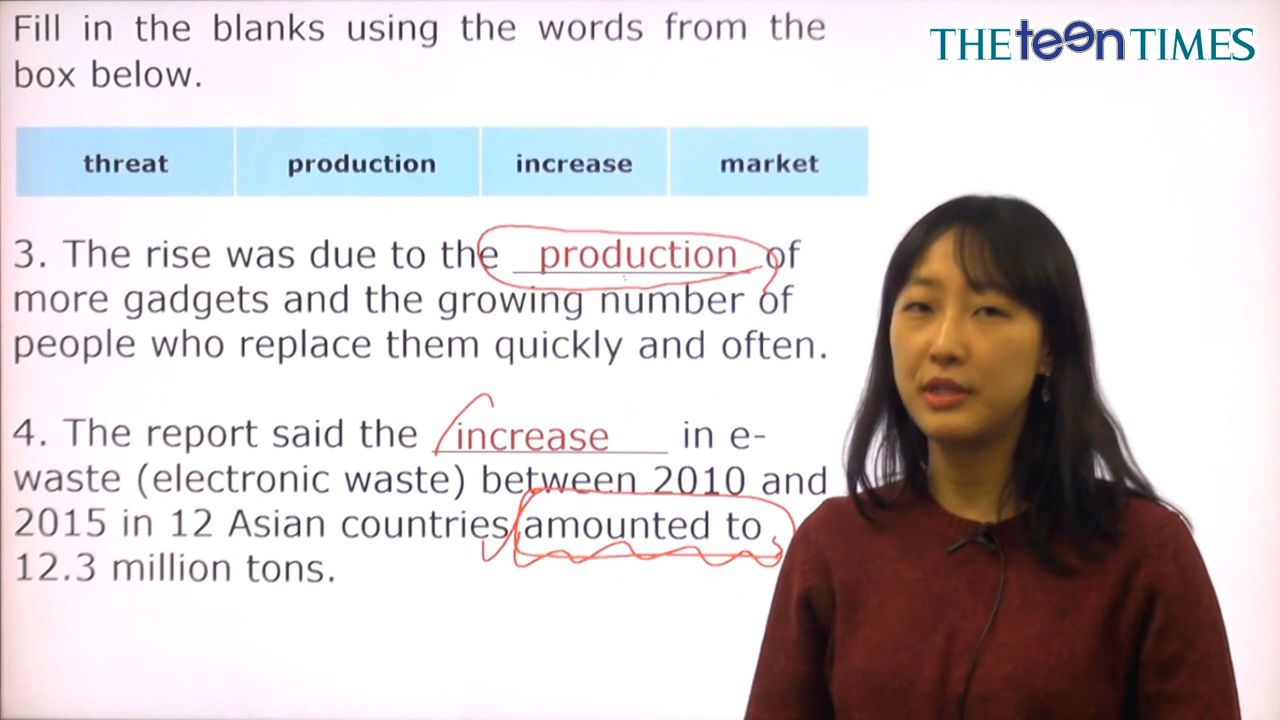 Fill in the blanks using the words from the
THE teen TIMES
box below.
threat production increase market
3. The rise was due to the production of
more gadgets and the growing number of
people who replace them quickly and often.
4. The report said the increase in e-
waste (electronic waste) between 2010 and
2015 in 12 Asian countries amounted to
12.3 million tons.